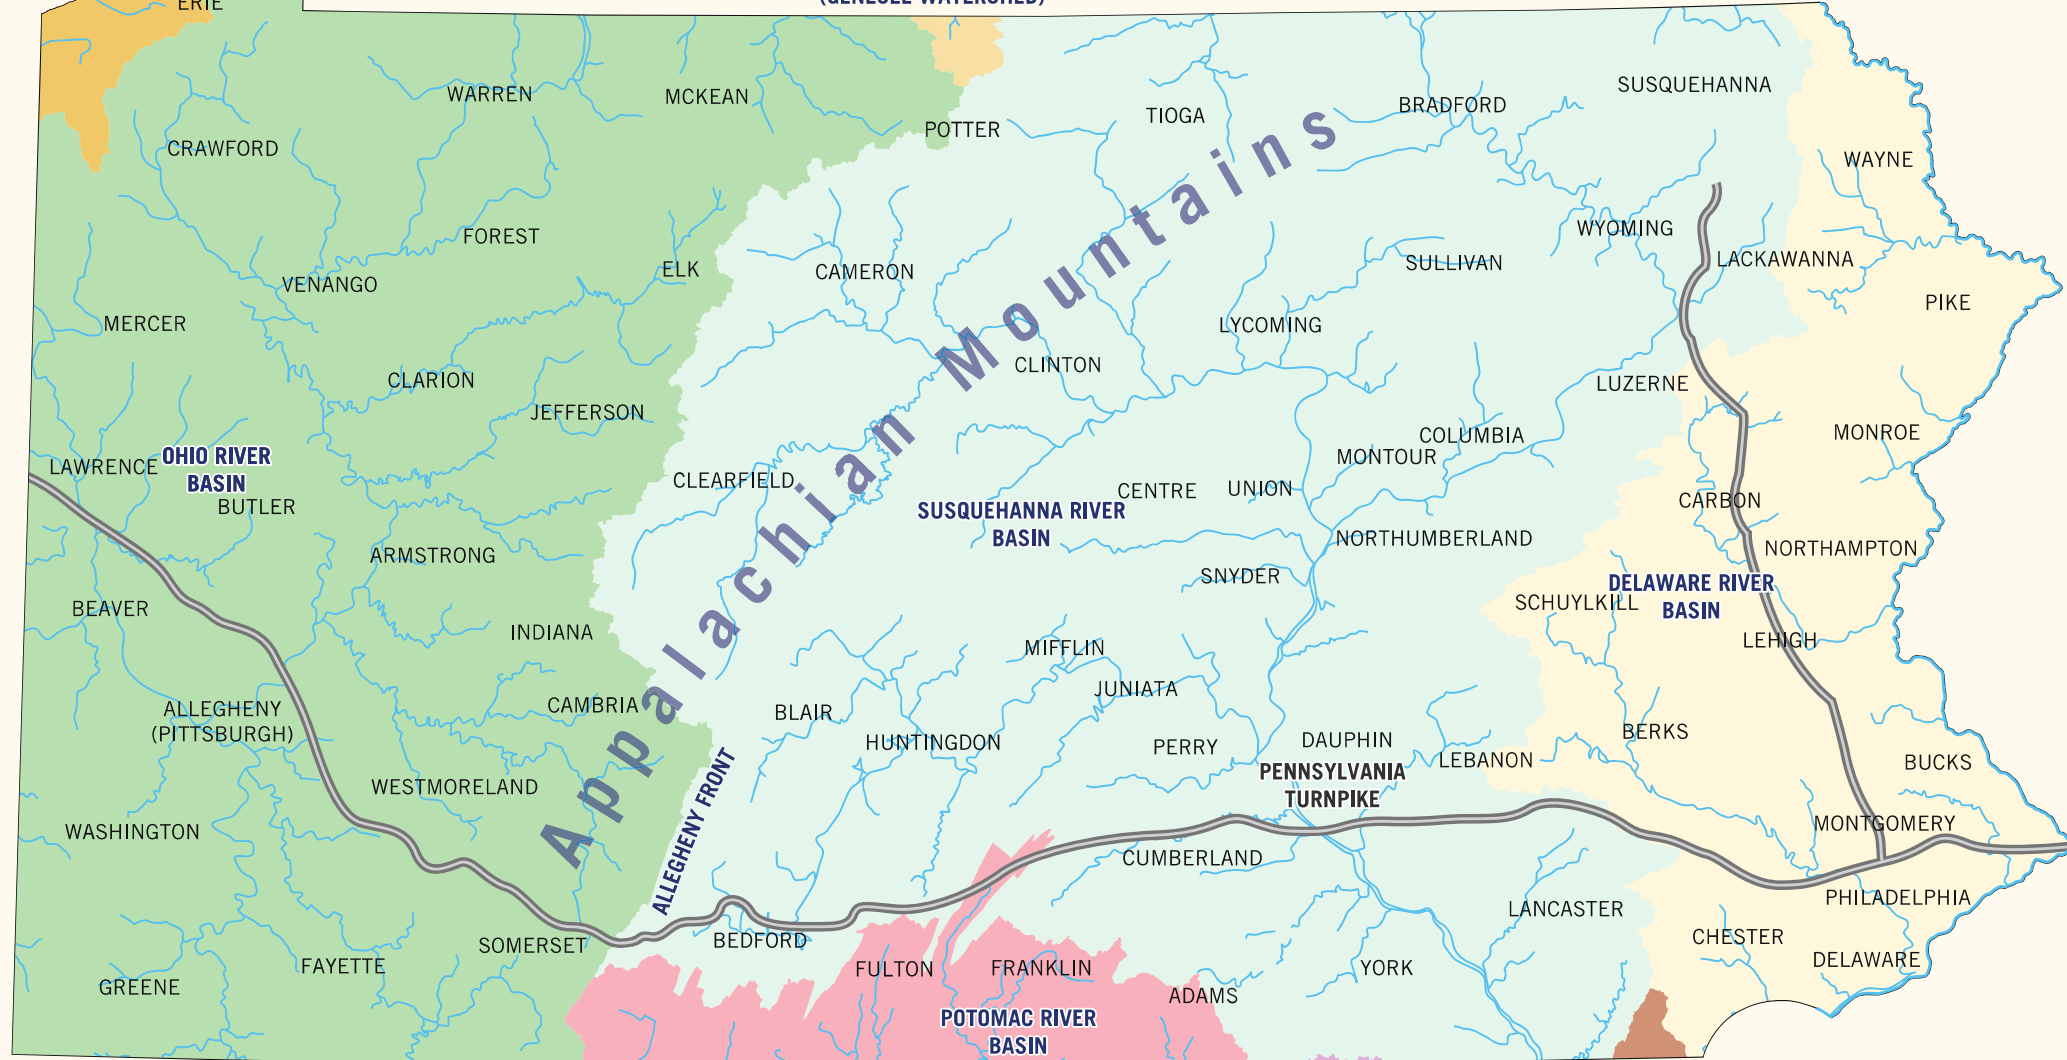 ERIE
(GENESEE WATERSHED)
WARREN
MCKEAN
SUSQUEHANNA
BRADFORD
TIOGA
POTTER
CRAWFORD
WAYNE
Appalachian Mountains
FOREST
WYOMING
LACKAWANNA
SULLIVAN
ELK
CAMERON
VENANGO
PIKE
MERCER
LYCOMING
CLINTON
CLARION
LUZERNE
JEFFERSON
MONROE
COLUMBIA
MONTOUR
LAWRENCE
OHIO RIVER
BASIN
CLEARFIELD
CENTRE
UNION
CARBON
BUTLER
SUSQUEHANNA RIVER
BASIN
NORTHUMBERLAND
NORTHAMPTON
ARMSTRONG
SNYDER
DELAWARE RIVER
BASIN
SCHUYLKILL
BEAVER
INDIANA
LEHIGH
MIFFLIN
JUNIATA
CAMBRIA
ALLEGHENY
(PITTSBURGH)
BLAIR
BERKS
HUNTINGDON
PERRY
DAUPHIN
LEBANON
BUCKS
PENNSYLVANIA
TURNPIKE
WESTMORELAND
ALLEGHENY FRONT
WASHINGTON
MONTGOMERY
CUMBERLAND
PHILADELPHIA
LANCASTER
CHESTER
BEDFORD
SOMERSET
DELAWARE
FAYETTE
FULTON
FRANKLIN
YORK
GREENE
ADAMS
POTOMAC RIVER
BASIN